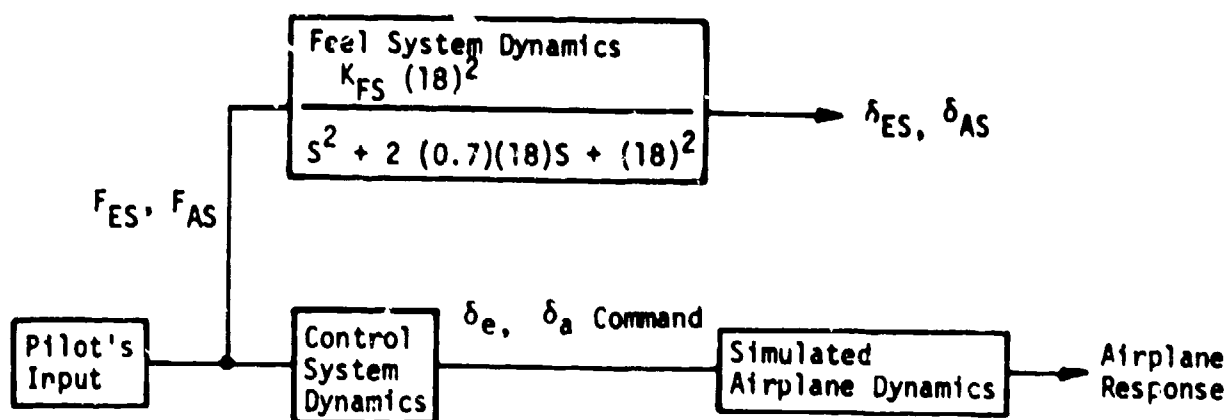 Feel System Dynamics
K_FS (18)²
S² + 2 (0.7)(18)S + (18)²
δ_ES, δ_AS
F_ES, F_AS
Pilot's
Input
Control
System
Dynamics
δ_e, δ_a Command
Simulated
Airplane Dynamics
Airplane
Response